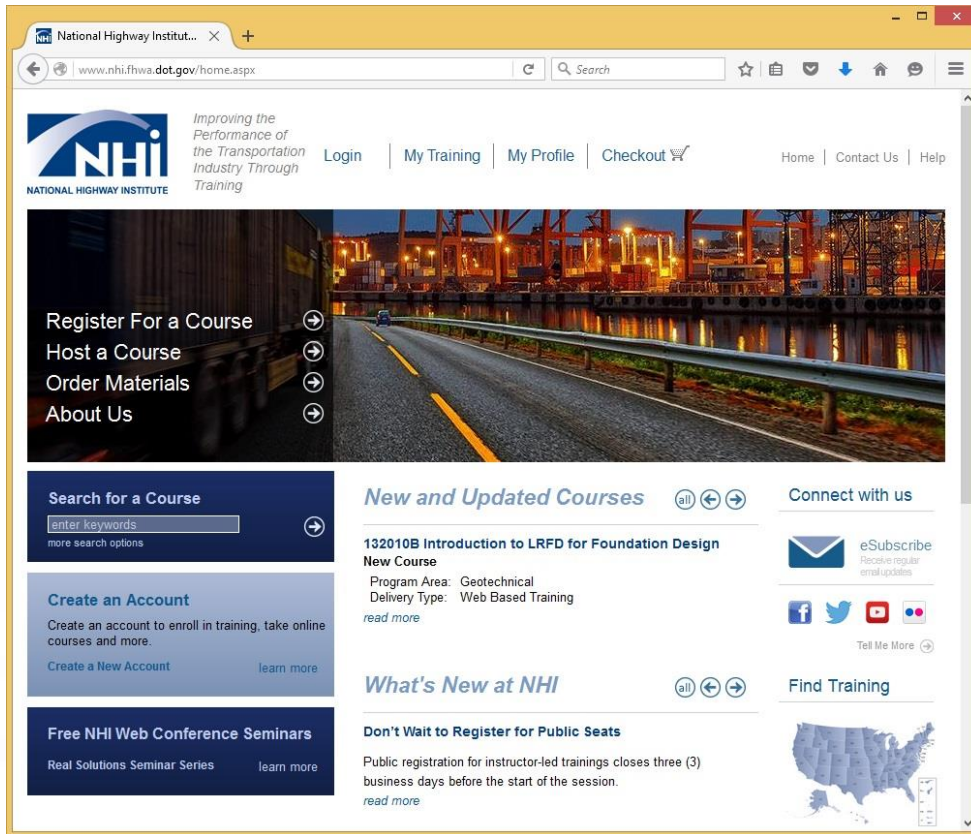 National Highway Institut...
www.nhi.fhwa.dot.gov/home.aspx
Search
NHi
NATIONAL HIGHWAY INSTITUTE
Improving the
Performance of
the Transportation
Industry Through
Training
Login
My Training
My Profile
Checkout
Home | Contact Us | Help
Register For a Course
Host a Course
Order Materials
About Us
Search for a Course
enter keywords
more search options
Create an Account
Create an account to enroll in training, take online
courses and more.
Create a New Account
learn more
Free NHI Web Conference Seminars
Real Solutions Seminar Series
learn more
New and Updated Courses
all
132010B Introduction to LRFD for Foundation Design
New Course
Program Area: Geotechnical
Delivery Type: Web Based Training
read more
What's New at NHI
all
Don't Wait to Register for Public Seats
Public registration for instructor-led trainings closes three (3)
business days before the start of the session.
read more
Connect with us
eSubscribe
Receive regular
email updates
Tell Me More
Find Training